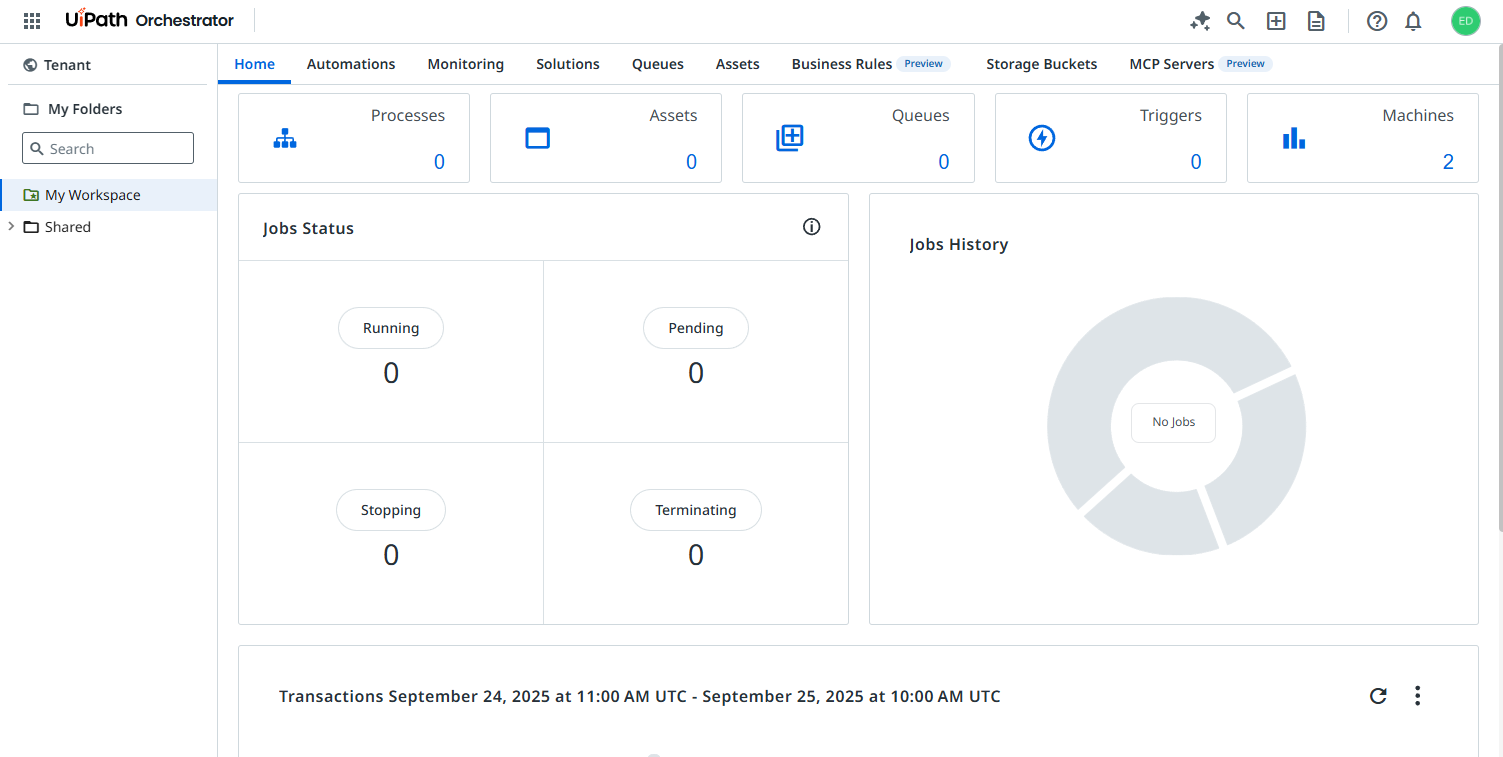 UiPath Orchestrator
ED
Tenant
My Folders
Search
My Workspace
Shared
Home
Automations
Monitoring
Solutions
Queues
Assets
Business Rules Preview
Storage Buckets
MCP Servers Preview
Processes
0
Assets
0
Queues
0
Triggers
0
Machines
2
Jobs Status
Running
0
Pending
0
Stopping
0
Terminating
0
Jobs History
No Jobs
Transactions September 24, 2025 at 11:00 AM UTC - September 25, 2025 at 10:00 AM UTC